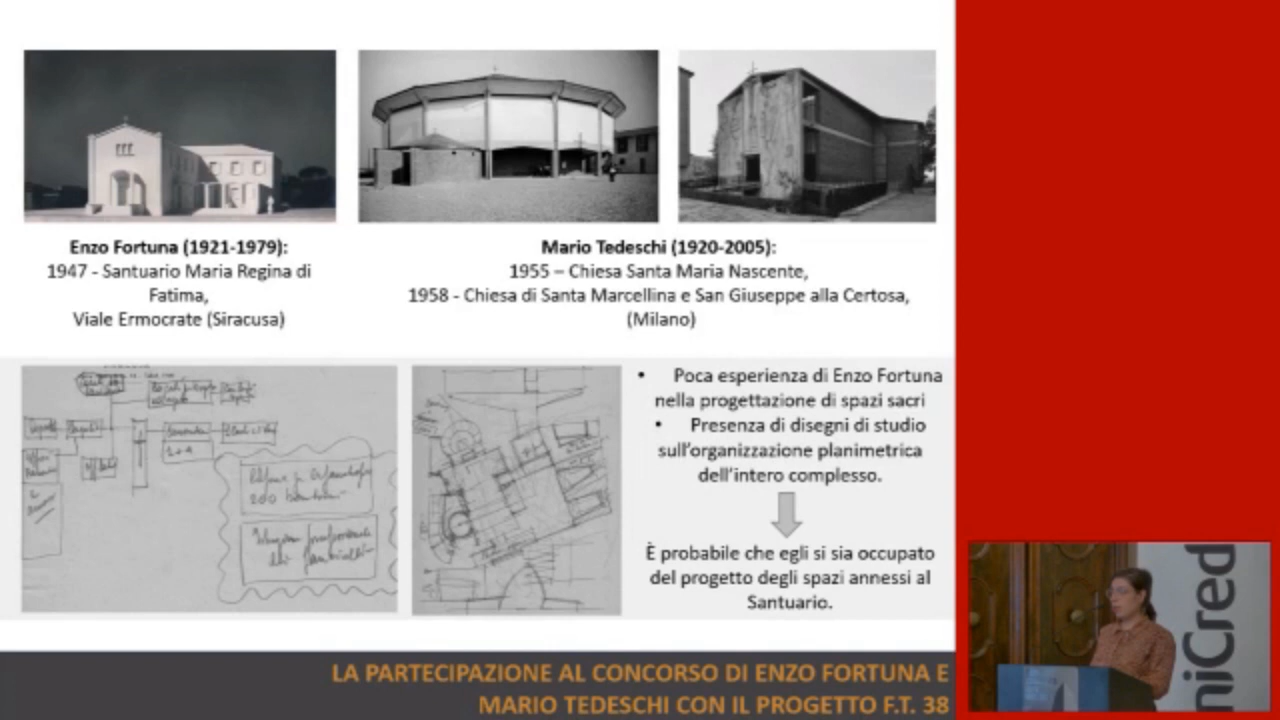 Enzo Fortuna (1921-1979):
1947 - Santuario Maria Regina di
Fatima,
Viale Ermocrate (Siracusa)
Mario Tedeschi (1920-2005):
1955 – Chiesa Santa Maria Nascente,
1958 - Chiesa di Santa Marcellina e San Giuseppe alla Certosa,
(Milano)
• Poca esperienza di Enzo Fortuna
nella progettazione di spazi sacri
• Presenza di disegni di studio
sull'organizzazione planimetrica
dell'intero complesso.
È probabile che egli si sia occupato
del progetto degli spazi annessi al
Santuario.
LA PARTECIPAZIONE AL CONCORSO DI ENZO FORTUNA E
MARIO TEDESCHI CON IL PROGETTO F.T. 38
niCred